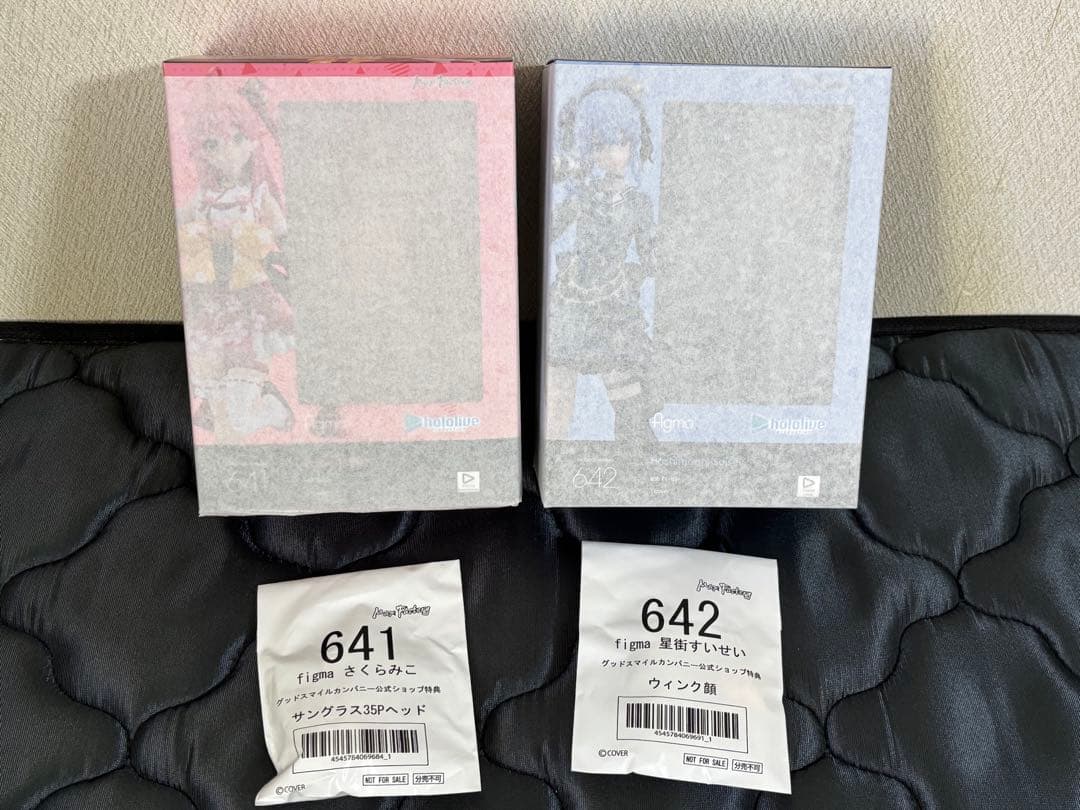 Max Factory
figma
hololive
641
figma
hololive
642
Max Factory
641
figma さくらみこ
グッドスマイルカンパニー公式ショップ特典
サングラス35Pヘッド
4545784069684_1
©COVER
NOT FOR SALE
分売不可
Max Factory
642
figma 星街すいせい
グッドスマイルカンパニー公式ショップ特典
ウィンク顔
4545784069691_1
©COVER
NOT FOR SALE
分売不可